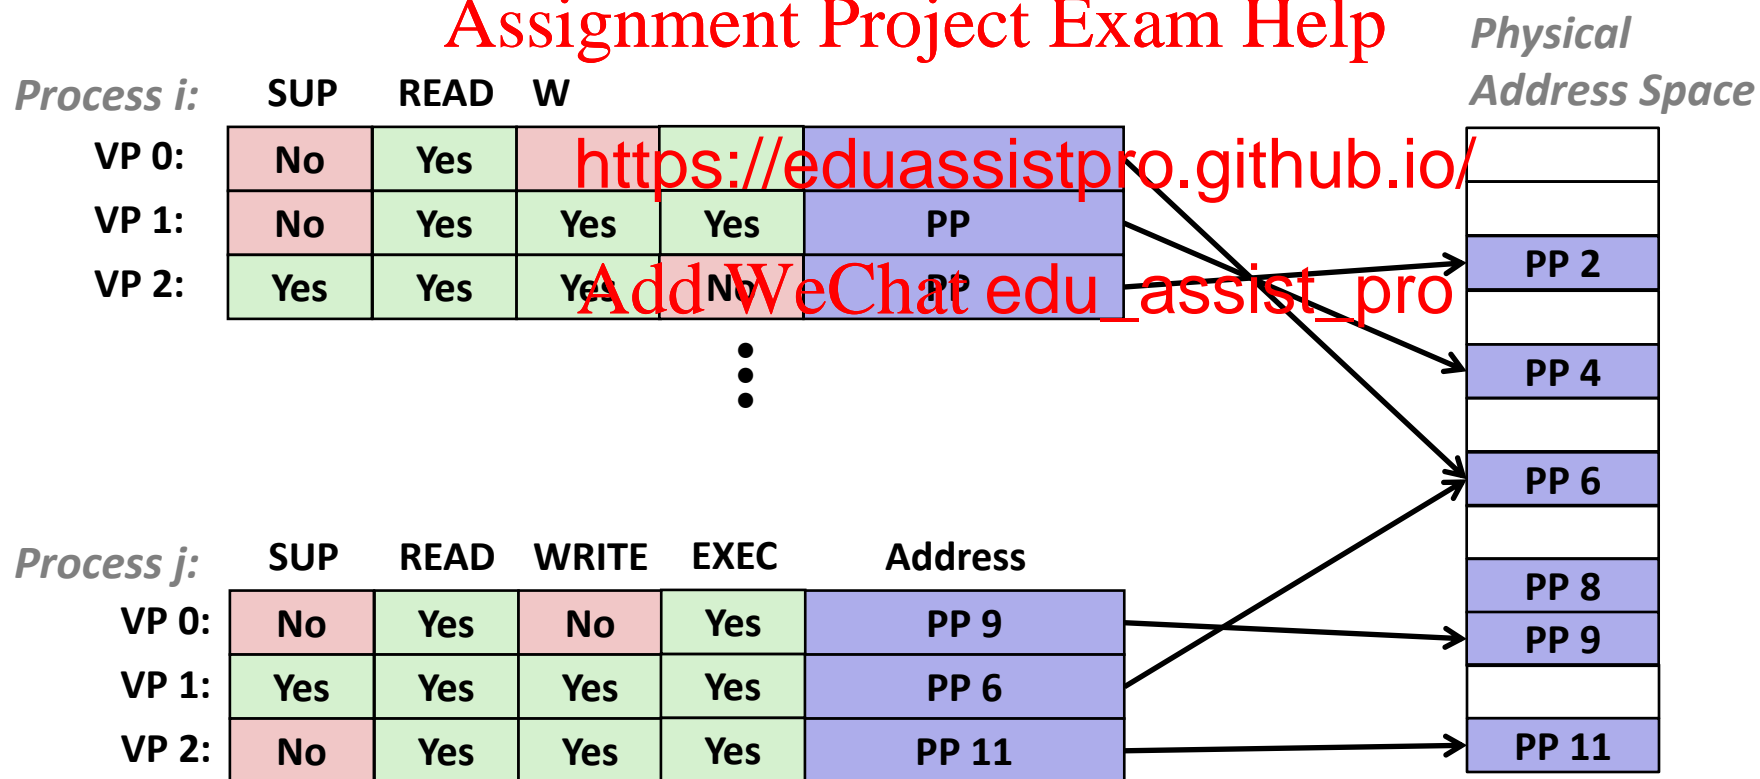 Assignment Project Exam Help
Physical
Address Space
Process i: SUP READ W
VP 0: No Yes
https://eduassistpro.github.io/
VP 1: No Yes Yes Yes PP
PP 2
VP 2: Yes Yes Yes No PP
Add WeChat edu_assist_pro
PP 4
PP 6
Process j: SUP READ WRITE EXEC Address
PP 8
VP 0: No Yes No Yes PP 9
PP 9
VP 1: Yes Yes Yes Yes PP 6
VP 2: No Yes Yes Yes PP 11
PP 11